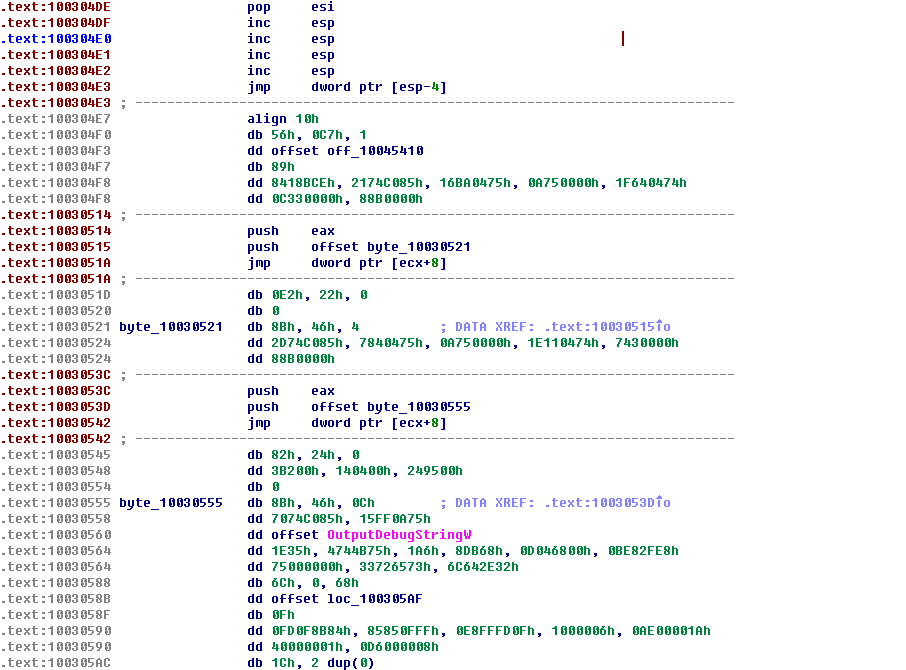 .text:100304DE pop esi
.text:100304DF inc esp
.text:100304E0 inc esp
.text:100304E1 inc esp
.text:100304E2 inc esp
.text:100304E3 jmp dword ptr [esp-4]
.text:100304E3 ; ---------------------------------------------------------------------------
.text:100304E7 align 10h
.text:100304F0 db 56h, 0C7h, 1
.text:100304F3 dd offset off_10045410
.text:100304F7 db 89h
.text:100304F8 dd 8418BCEh, 2174C085h, 16BA0475h, 0A750000h, 1F640474h
.text:100304F8 dd 0C330000h, 88B0000h
.text:10030514 ; ---------------------------------------------------------------------------
.text:10030514 push eax
.text:10030515 push offset byte_10030521
.text:1003051A jmp dword ptr [ecx+8]
.text:1003051A ; ---------------------------------------------------------------------------
.text:1003051D db 0E2h, 22h, 0
.text:10030520 db 0
.text:10030521 byte_10030521 db 8Bh, 46h, 4 ; DATA XREF: .text:10030515↑o
.text:10030524 dd 2D74C085h, 7840475h, 0A750000h, 1E110474h, 7430000h
.text:10030524 dd 88B0000h
.text:1003053C ; ---------------------------------------------------------------------------
.text:1003053C push eax
.text:1003053D push offset byte_10030555
.text:10030542 jmp dword ptr [ecx+8]
.text:10030542 ; ---------------------------------------------------------------------------
.text:10030545 db 82h, 24h, 0
.text:10030548 dd 3B200h, 140400h, 249500h
.text:10030554 db 0
.text:10030555 byte_10030555 db 8Bh, 46h, 0Ch ; DATA XREF: .text:1003053D↑o
.text:10030558 dd 7074C085h, 15FF0A75h
.text:10030560 dd offset OutputDebugStringW
.text:10030564 dd 1E35h, 4744B75h, 1A6h, 8DB68h, 0D046800h, 0BE82FE8h
.text:10030564 dd 75000000h, 33726573h, 6C642E32h
.text:10030588 db 6Ch, 0, 68h
.text:1003058B dd offset loc_100305AF
.text:1003058F db 0Fh
.text:10030590 dd 0FD0F8B84h, 85850FFFh, 0E8FFFD0Fh, 1000006h, 0AE00001Ah
.text:10030590 dd 40000001h, 0D6000008h
.text:100305AC db 1Ch, 2 dup(0)